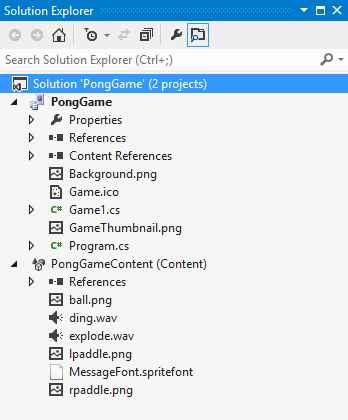 Solution Explorer
Search Solution Explorer (Ctrl+;)
Solution 'PongGame' (2 projects)
PongGame
Properties
References
Content References
Background.png
Game.ico
C# Game1.cs
GameThumbnail.png
C# Program.cs
PongGameContent (Content)
References
ball.png
ding.wav
explode.wav
lpaddle.png
MessageFont.spritefont
rpaddle.png